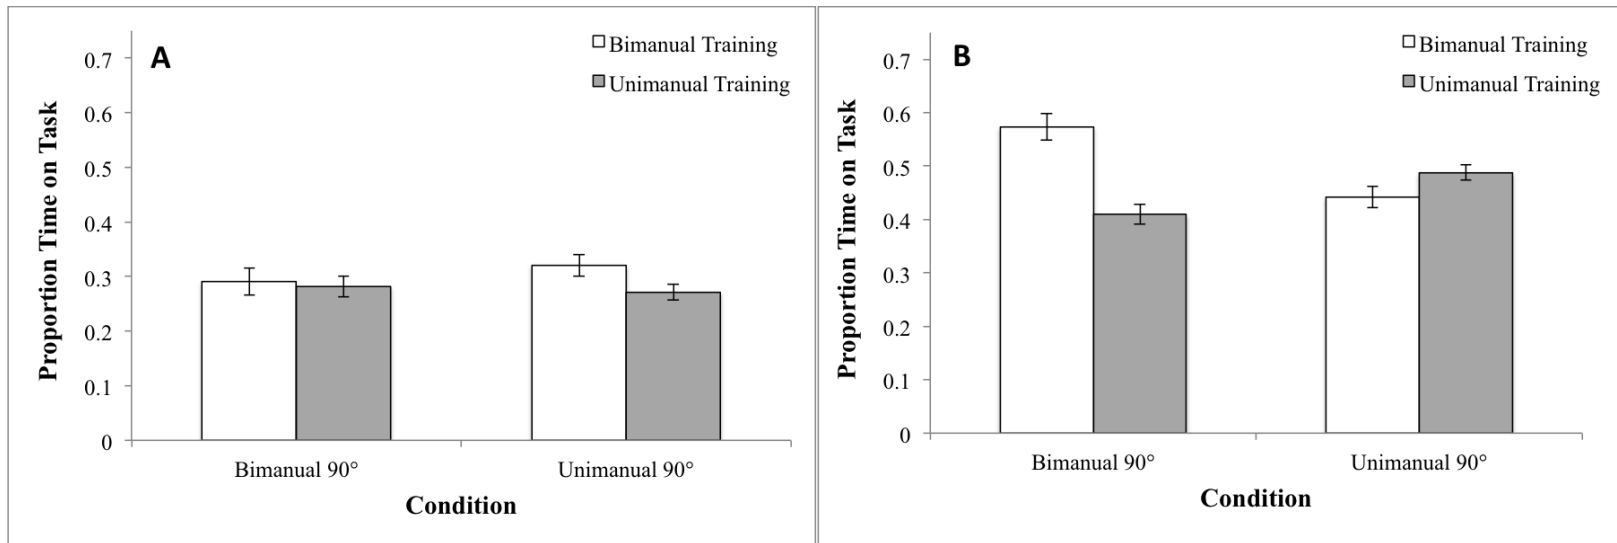 A
Bimanual Training
Unimanual Training
Proportion Time on Task
0.7
0.6
0.5
0.4
0.3
0.2
0.1
0
Bimanual 90°
Unimanual 90°
Condition
B
Bimanual Training
Unimanual Training
Proportion Time on Task
0.7
0.6
0.5
0.4
0.3
0.2
0.1
0
Bimanual 90°
Unimanual 90°
Condition